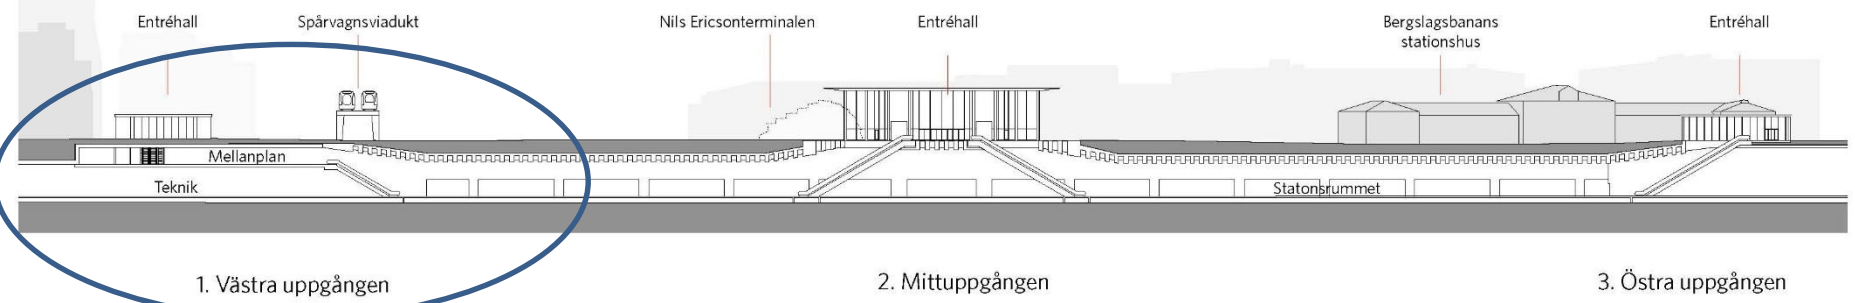 Entréhall
Spårvagnsviadukt
Nils Ericsonterminalen
Entréhall
Bergslagsbanans
stationshus
Entréhall
Mellanplan
Teknik
Statonsrummet
1. Västra uppgången
2. Mittuppgången
3. Östra uppgången